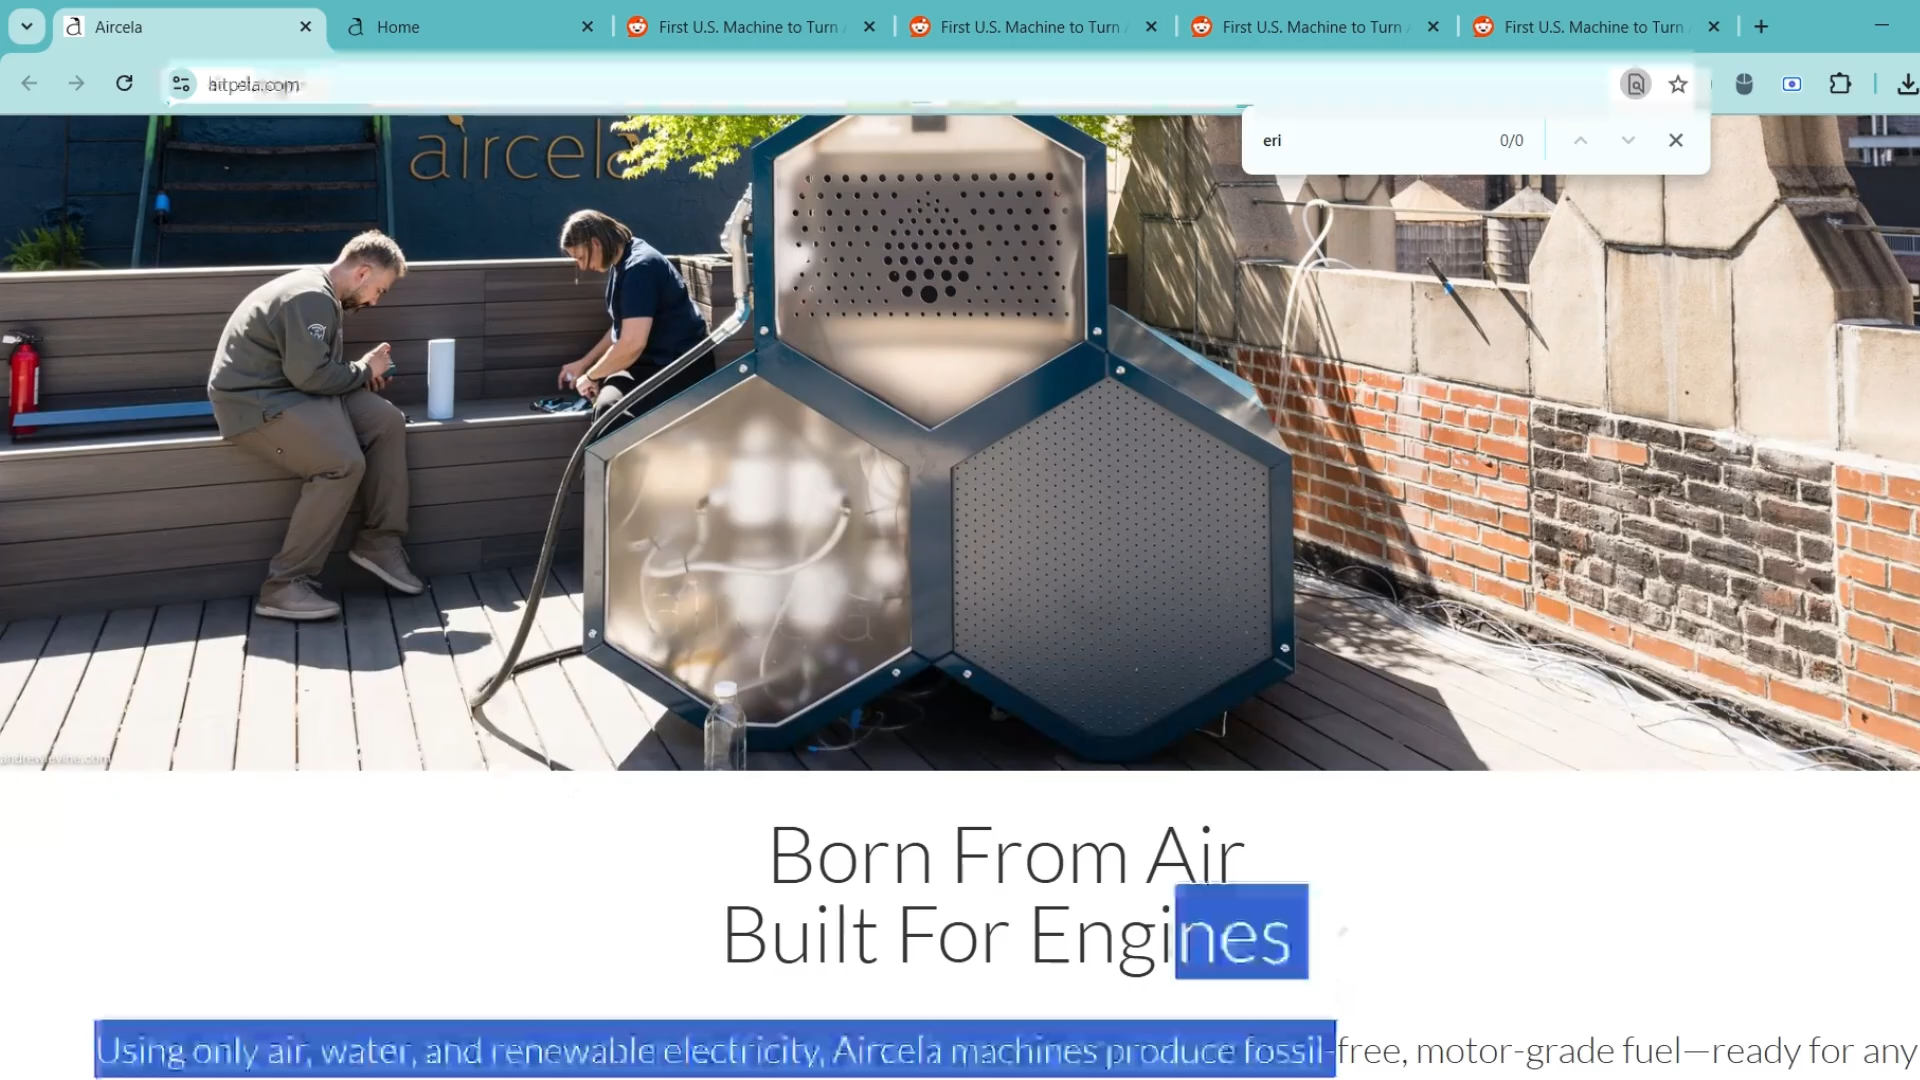 Aircela
Home
First U.S. Machine to Turn
First U.S. Machine to Turn
First U.S. Machine to Turn
First U.S. Machine to Turn
eri
0/0
aircela
andrewlevine.com
Born From Air
Built For Engines
Using only air, water, and renewable electricity, Aircela machines produce fossil-free, motor-grade fuel—ready for any